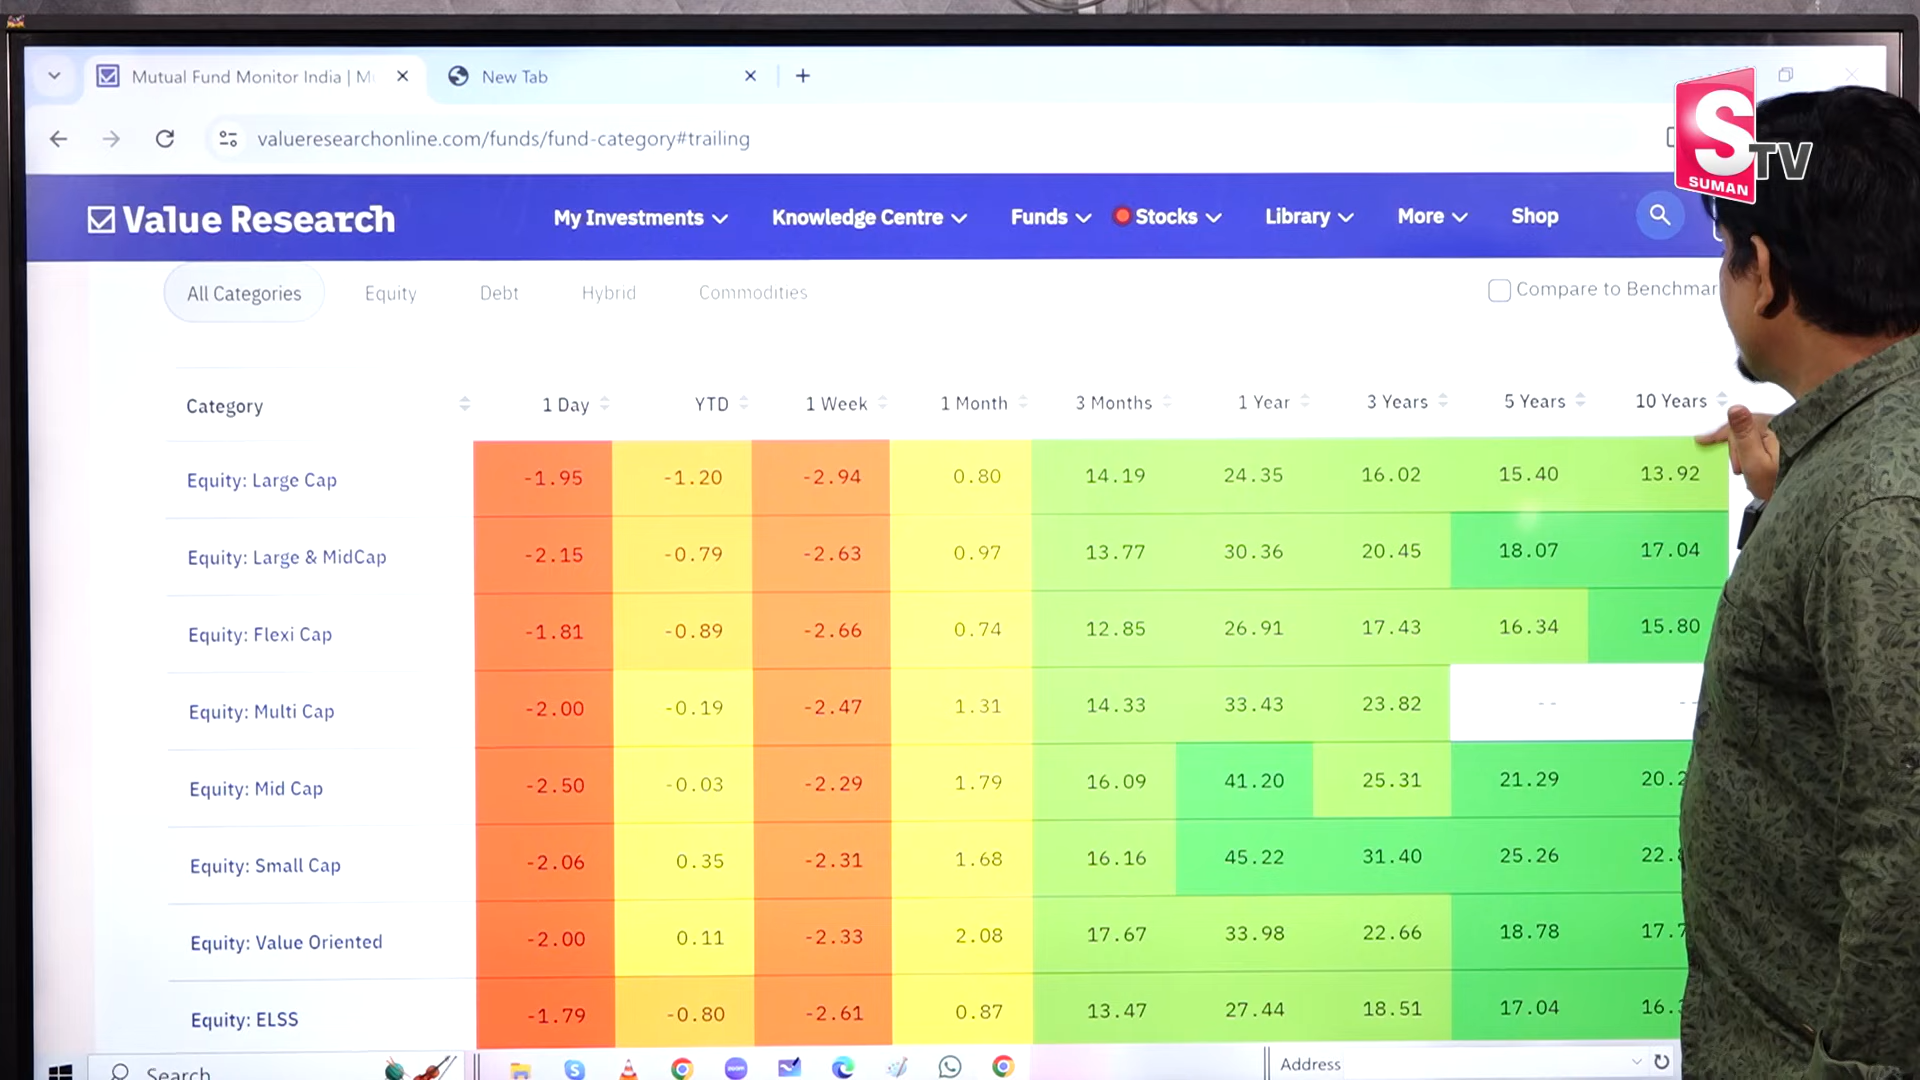 Mutual Fund Monitor India | M
New Tab
valueresearchonline.com/funds/fund-category#trailing
S TV
SUMAN
Value Research
My Investments
Knowledge Centre
Funds
Stocks
Library
More
Shop
All Categories
Equity
Debt
Hybrid
Commodities
Compare to Benchmar
Category 1 Day YTD 1 Week 1 Month 3 Months 1 Year 3 Years 5 Years 10 Years
Equity: Large Cap -1.95 -1.20 -2.94 0.80 14.19 24.35 16.02 15.40 13.92
Equity: Large & MidCap -2.15 -0.79 -2.63 0.97 13.77 30.36 20.45 18.07 17.04
Equity: Flexi Cap -1.81 -0.89 -2.66 0.74 12.85 26.91 17.43 16.34 15.80
Equity: Multi Cap -2.00 -0.19 -2.47 1.31 14.33 33.43 23.82 -- --
Equity: Mid Cap -2.50 -0.03 -2.29 1.79 16.09 41.20 25.31 21.29 20.2
Equity: Small Cap -2.06 0.35 -2.31 1.68 16.16 45.22 31.40 25.26 22.
Equity: Value Oriented -2.00 0.11 -2.33 2.08 17.67 33.98 22.66 18.78 17.7
Equity: ELSS -1.79 -0.80 -2.61 0.87 13.47 27.44 18.51 17.04 16.
Search
Address